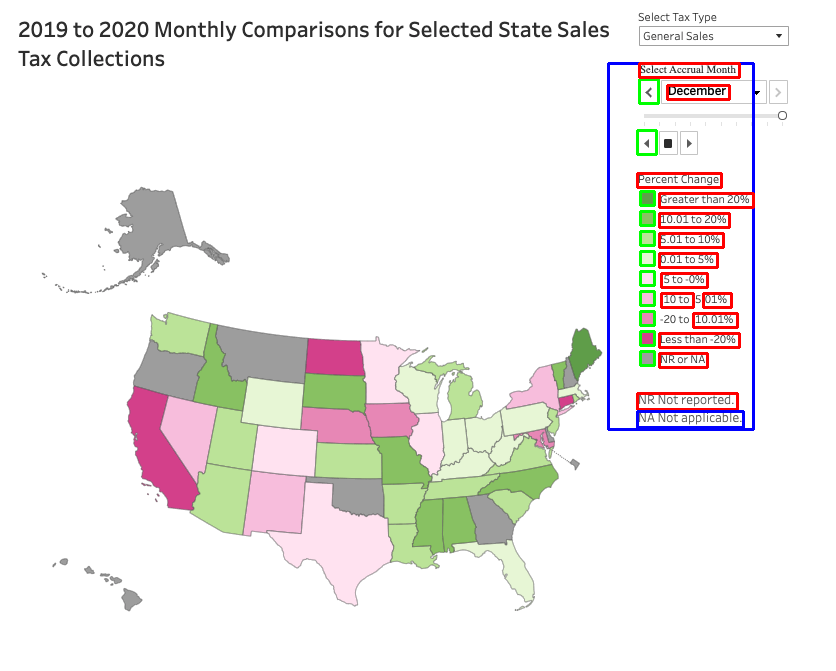 2019 to 2020 Monthly Comparisons for Selected State Sales
Tax Collections
Select Tax Type
General Sales
Select Accrual Month
December
Percent Change
Greater than 20%
10.01 to 20%
5.01 to 10%
0.01 to 5%
-5 to -0%
-10 to -5.01%
-20 to -10.01%
Less than -20%
NR or NA
NR Not reported.
NA Not applicable.